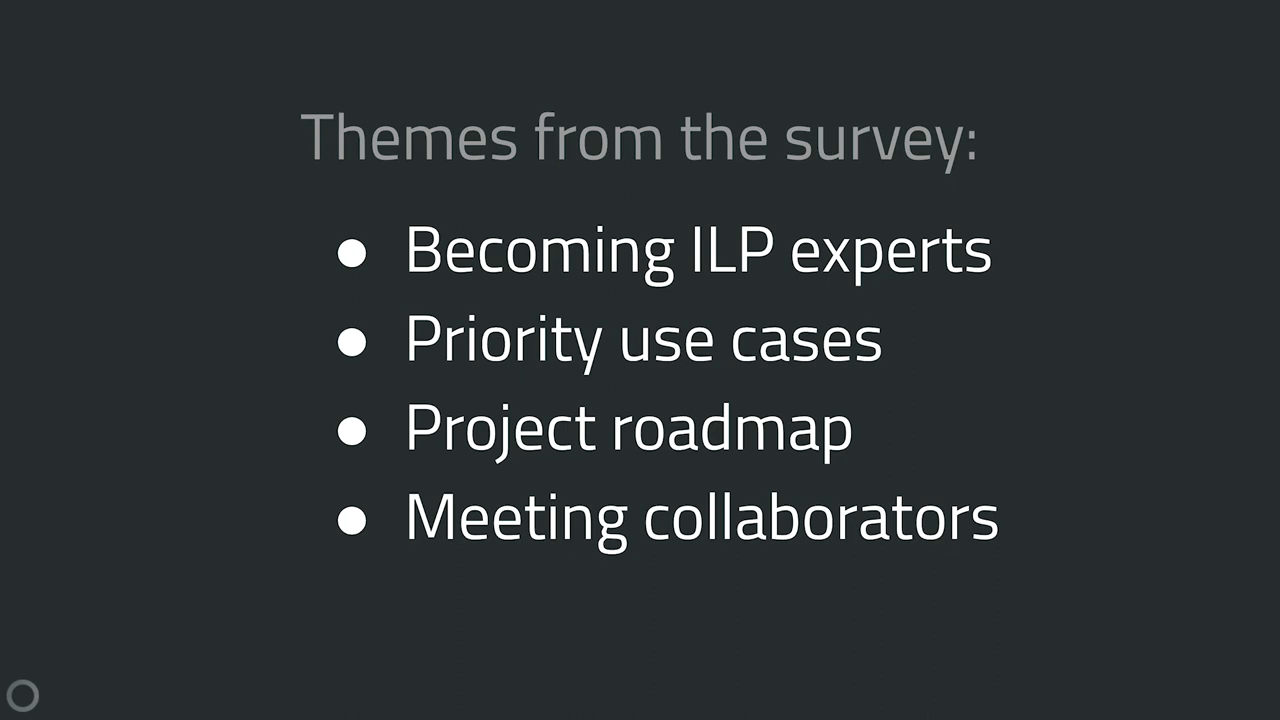 Themes from the survey:
● Becoming ILP experts
● Priority use cases
● Project roadmap
● Meeting collaborators